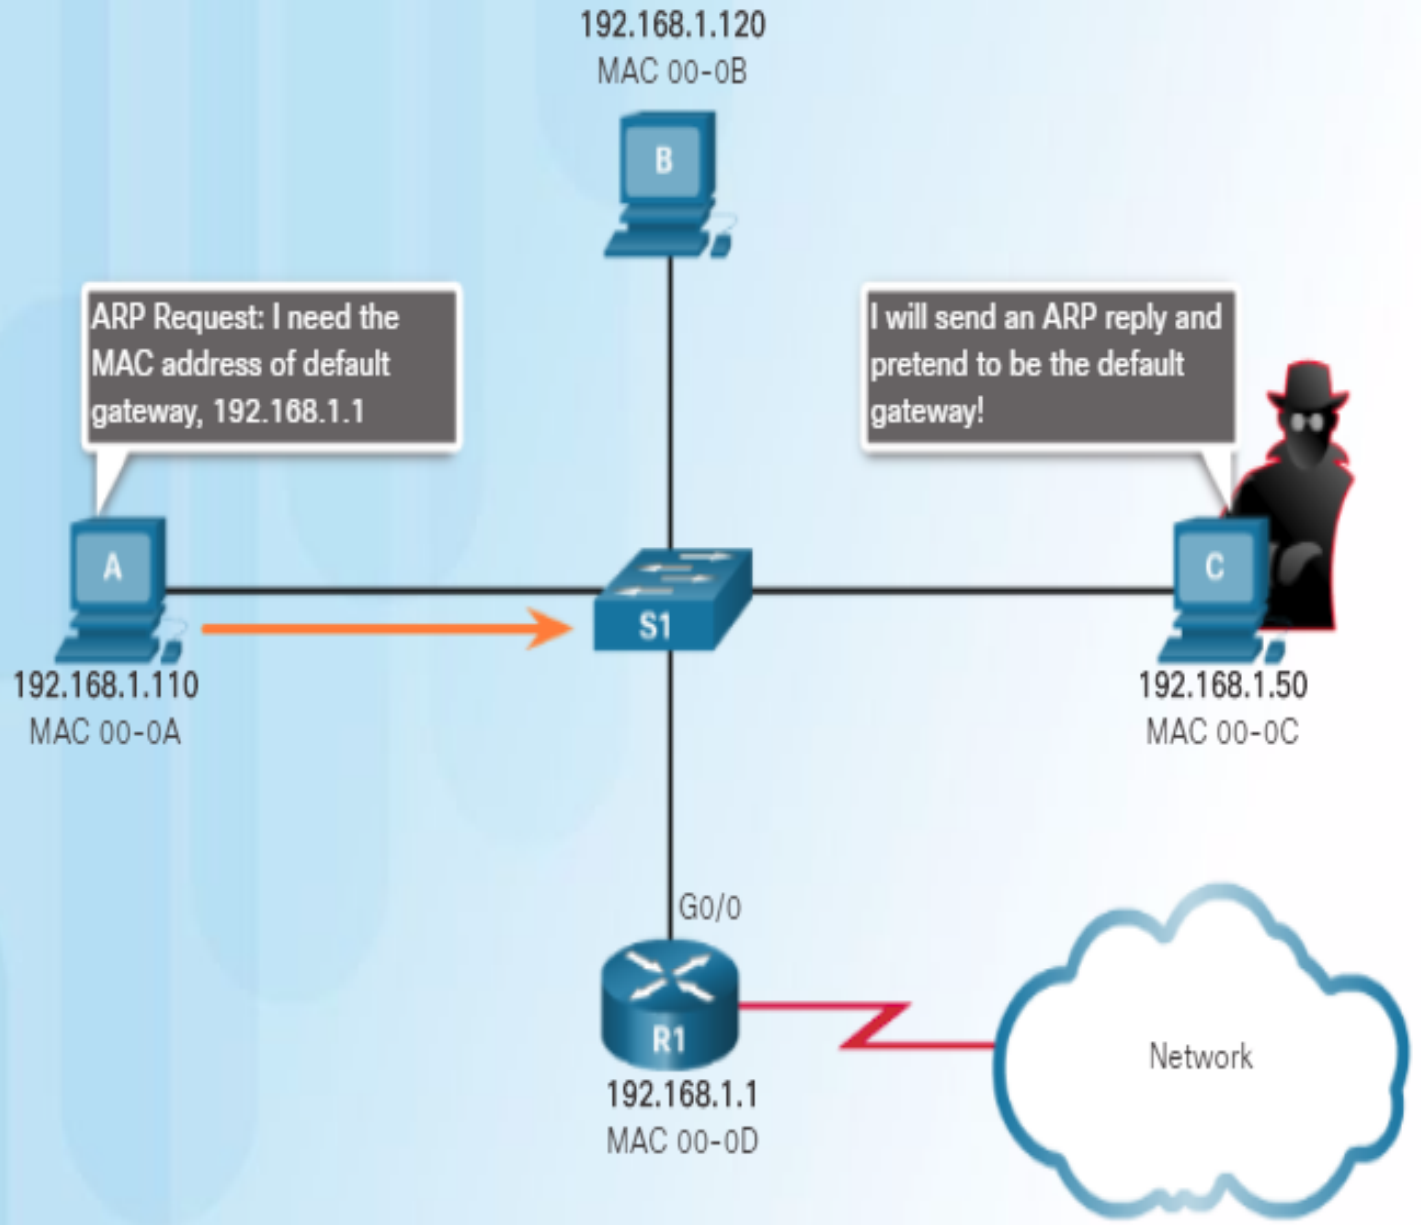 192.168.1.120
MAC 00-0B
B
ARP Request: I need the
MAC address of default
gateway, 192.168.1.1
I will send an ARP reply and
pretend to be the default
gateway!
A
S1
C
192.168.1.110
MAC 00-0A
192.168.1.50
MAC 00-0C
G0/0
R1
192.168.1.1
MAC 00-0D
Network